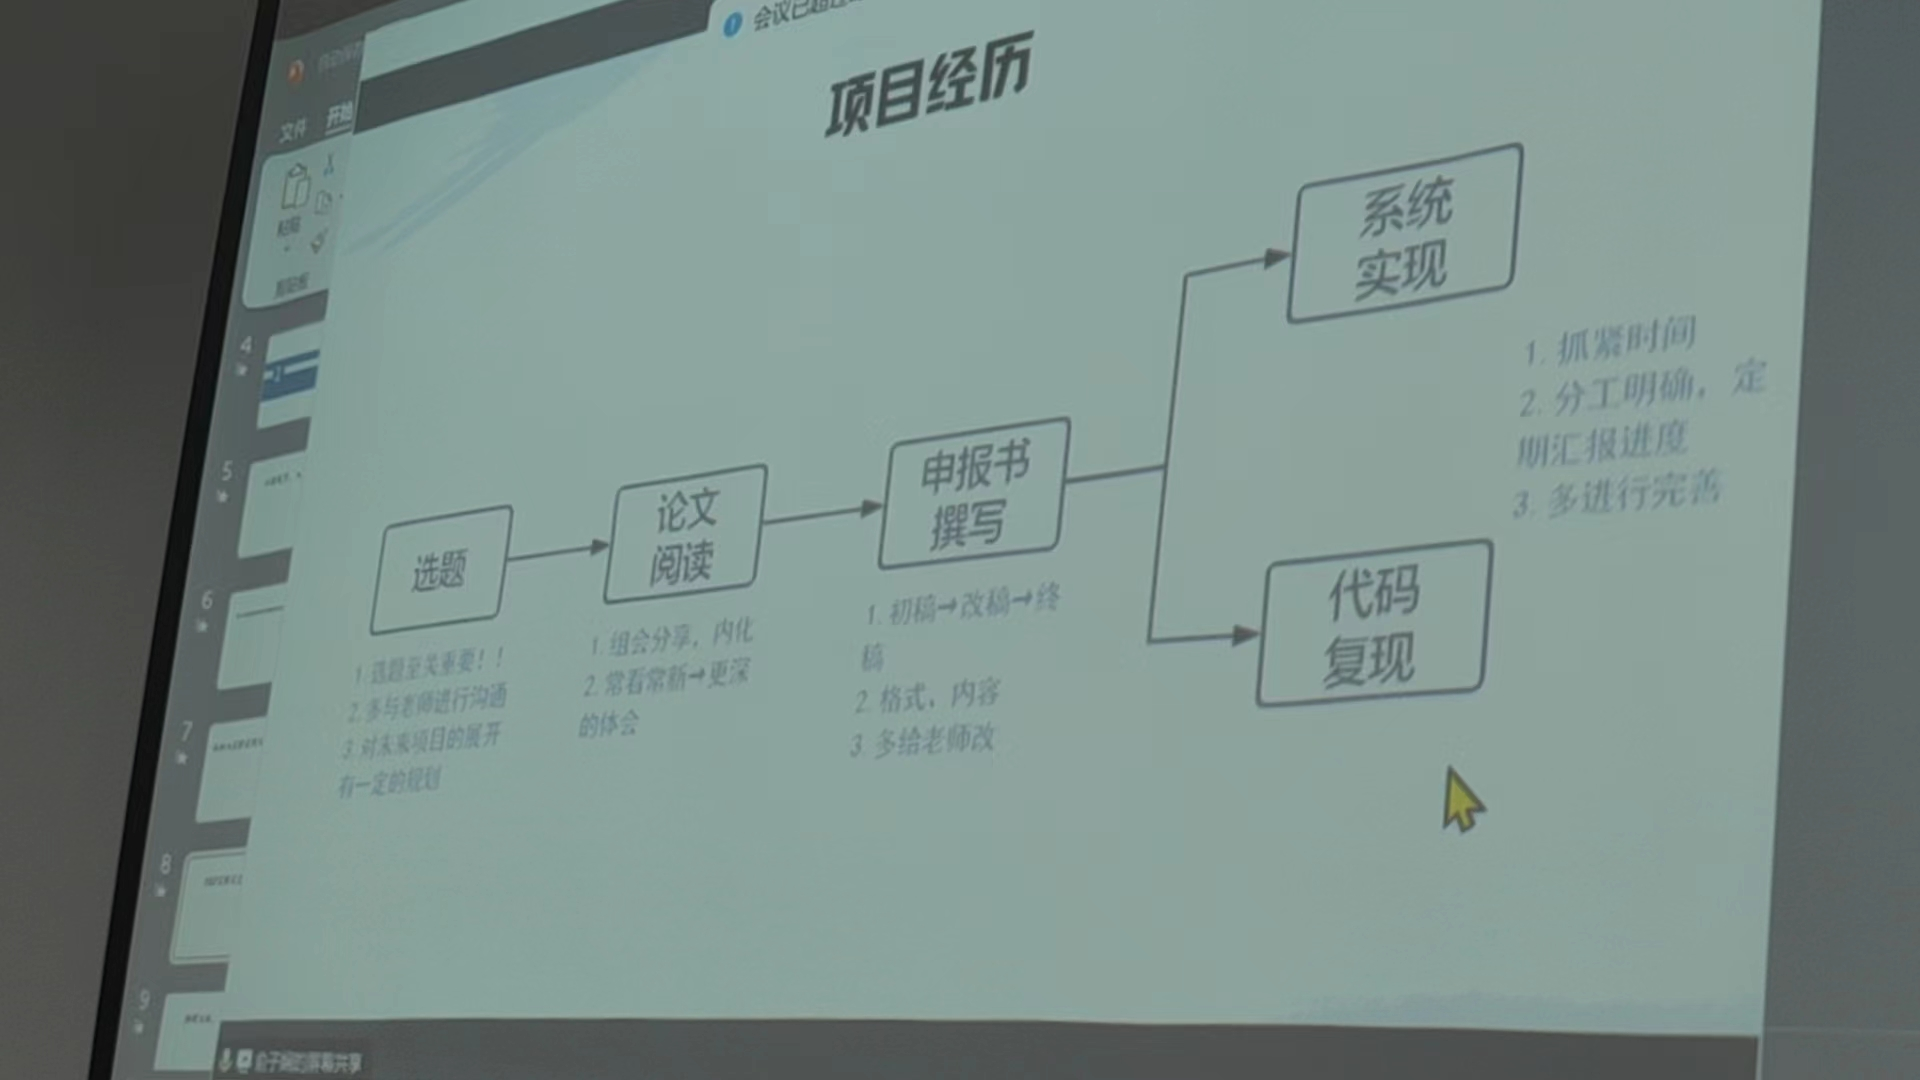 会议已超过
项目经历
文件
开始
粘贴
剪贴板
4
5
6
7
8
9
选题
1. 选题至关重要！！
2. 多与老师进行沟通
3. 对未来项目的展开
有一定的规划
论文
阅读
1. 组会分享，内化
2. 常看常新→更深
的体会
申报书
撰写
1. 初稿→改稿→终
稿
2. 格式、内容
3. 多给老师改
系统
实现
1. 抓紧时间
2. 分工明确，定
期汇报进度
3. 多进行完善
代码
复现
的屏幕共享